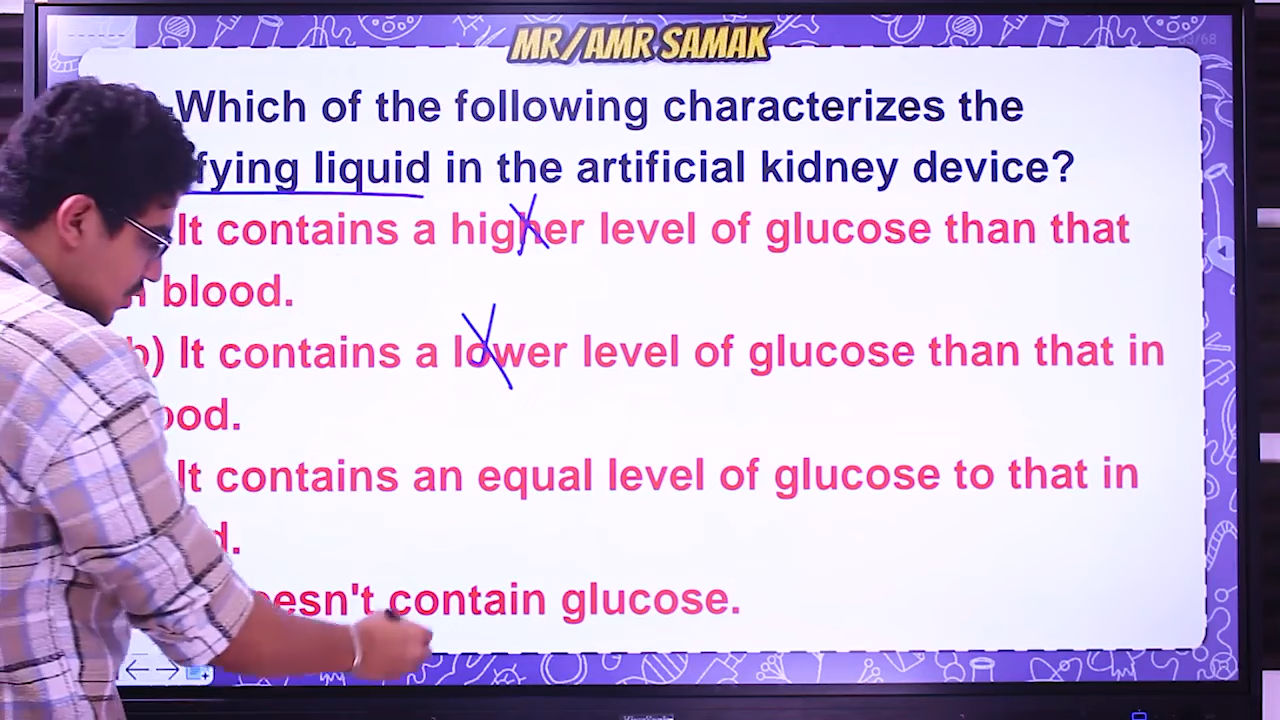 MR/AMR SAMAK
63/68
-Which of the following characterizes the
fying liquid in the artificial kidney device?
It contains a higher level of glucose than that
blood.
b) It contains a lower level of glucose than that in
ood.
It contains an equal level of glucose to that in
d.
esn't contain glucose.